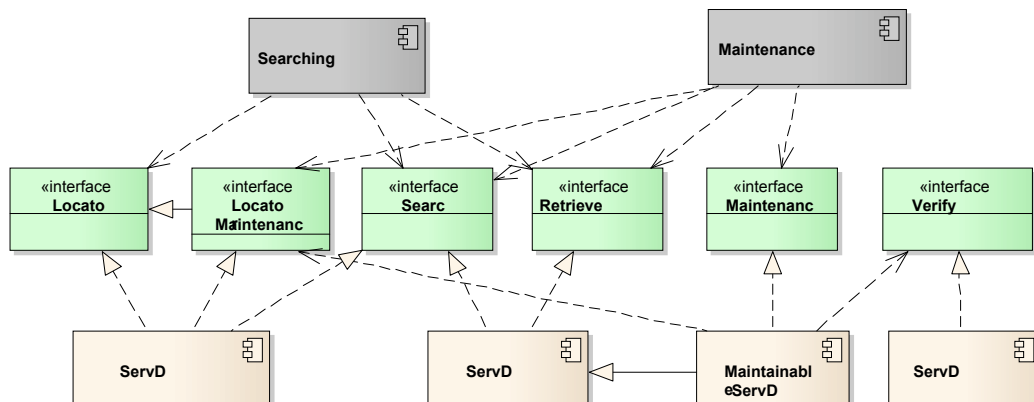 Searching
Maintenance
«interface
Locato
«interface
Locato
Maintenanc
«interface
Searc
«interface
Retrieve
«interface
Maintenanc
«interface
Verify
ServD
ServD
Maintainabl
eServD
ServD